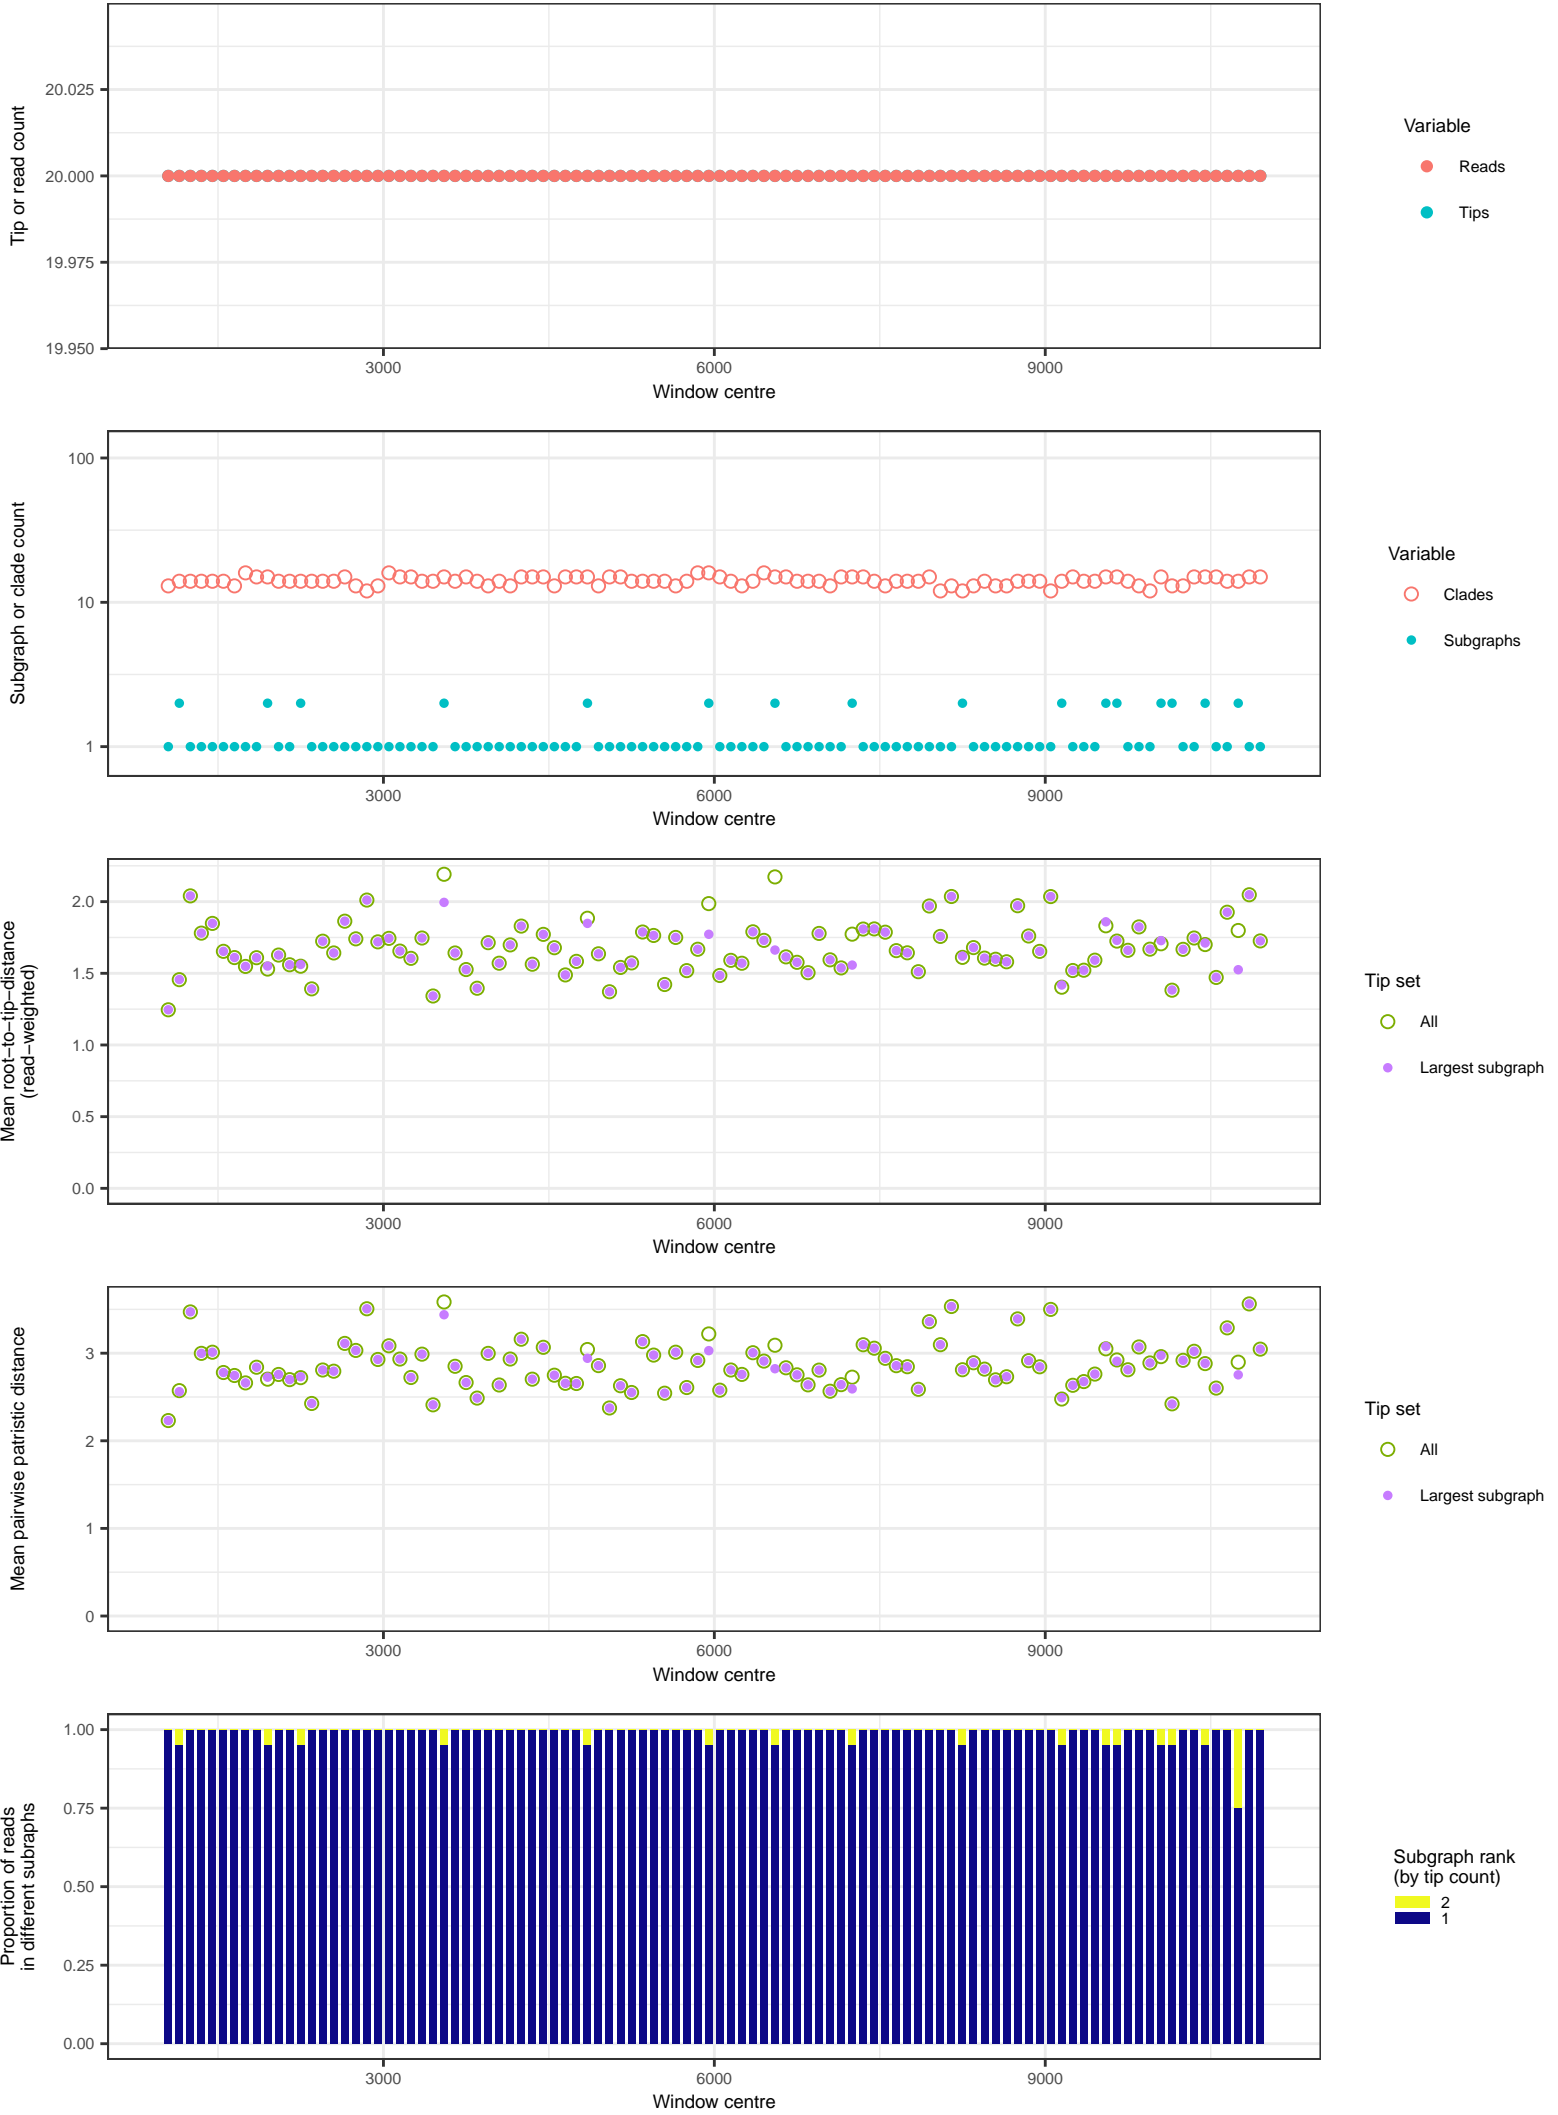 20.025
20.000
19.975
19.950
Tip or read count
3000 6000 9000
Window centre
Variable
Reads
Tips
100
10
1
Subgraph or clade count
3000 6000 9000
Window centre
Variable
Clades
Subgraphs
2.0
1.5
1.0
0.5
0.0
Mean root−to−tip−distance
(read−weighted)
3000 6000 9000
Window centre
Tip set
All
Largest subgraph
3
2
1
0
Mean pairwise patristic distance
3000 6000 9000
Window centre
Tip set
All
Largest subgraph
1.00
0.75
0.50
0.25
0.00
Proportion of reads
in different subraphs
3000 6000 9000
Window centre
Subgraph rank
(by tip count)
2
1